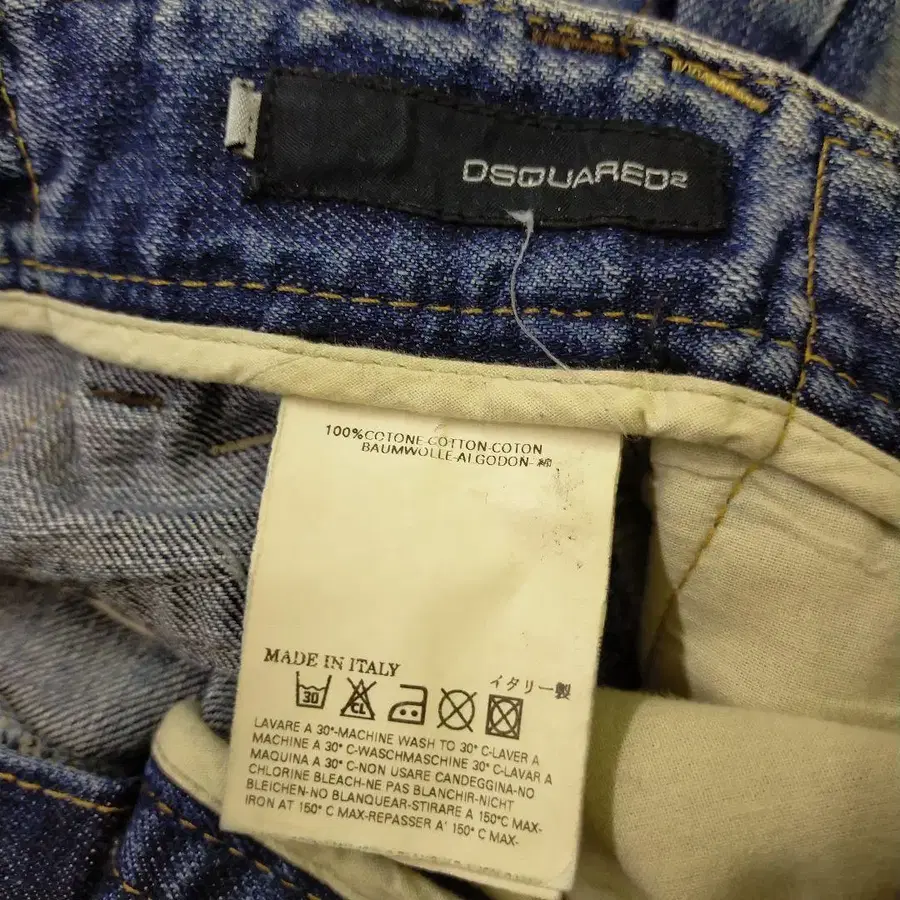 DSQUARED2
100%COTONE-COTTON-COTON
BAUMWOLLE-ALGODON-綿
MADE IN ITALY
イタリー製
30
CL
LAVARE A 30°-MACHINE WASH TO 30° C-LAVER A
MACHINE A 30° C-WASCHMASCHINE 30° C-LAVAR A
MAQUINA A 30° C-NON USARE CANDEGGINA-NO
CHLORINE BLEACH-NE PAS BLANCHIR-NICHT
BLEICHEN-NO BLANQUEAR-STIRARE A 150°C MAX-
IRON AT 150° C MAX-REPASSER A' 150° C MAX-